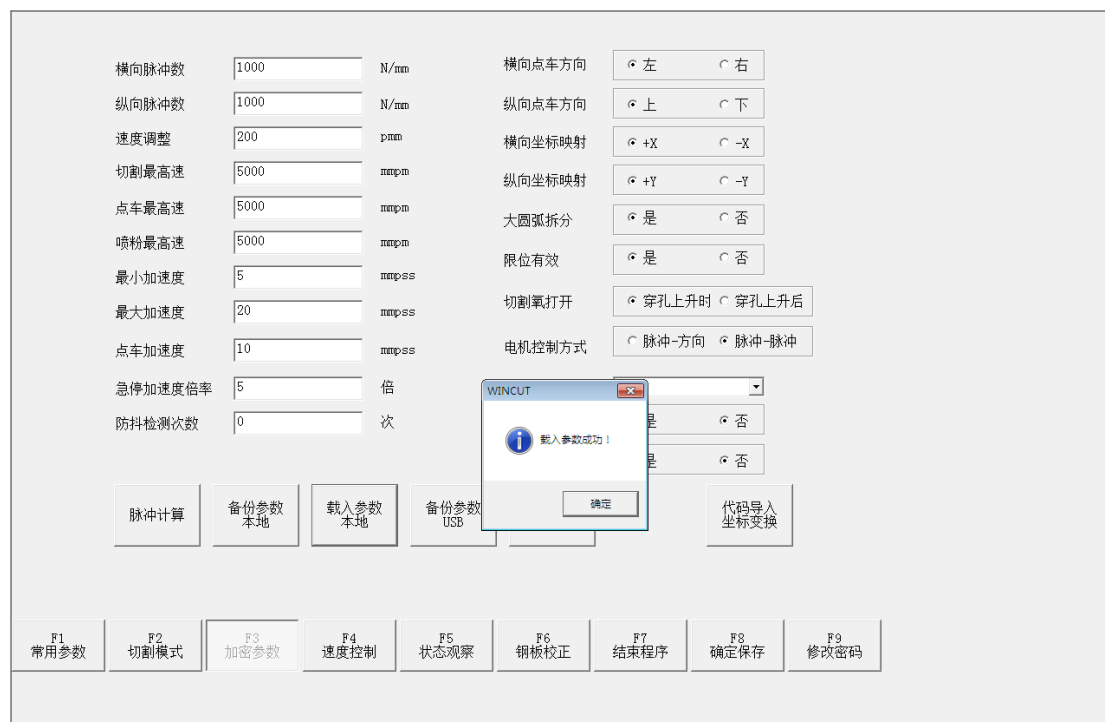 横向脉冲数 1000 N/mm 横向点车方向 左 右
纵向脉冲数 1000 N/mm 纵向点车方向 上 下
速度调整 200 pmm 横向坐标映射 +X -X
切割最高速 5000 mmpm 纵向坐标映射 +Y -Y
点车最高速 5000 mmpm 大圆弧拆分 是 否
喷粉最高速 5000 mmpm 限位有效 是 否
最小加速度 5 mmpss
最大加速度 20 mmpss 切割氧打开 穿孔上升时 穿孔上升后
点车加速度 10 mmpss 电机控制方式 脉冲-方向 脉冲-脉冲
急停加速度倍率 5 倍
防抖检测次数 0 次 否
否
WINCUT
载入参数成功！
确定
脉冲计算
备份参数
本地
载入参数
本地
备份参数
USB
代码导入
坐标变换
F1
常用参数
F2
切割模式
F3
加密参数
F4
速度控制
F5
状态观察
F6
钢板校正
F7
结束程序
F8
确定保存
F9
修改密码